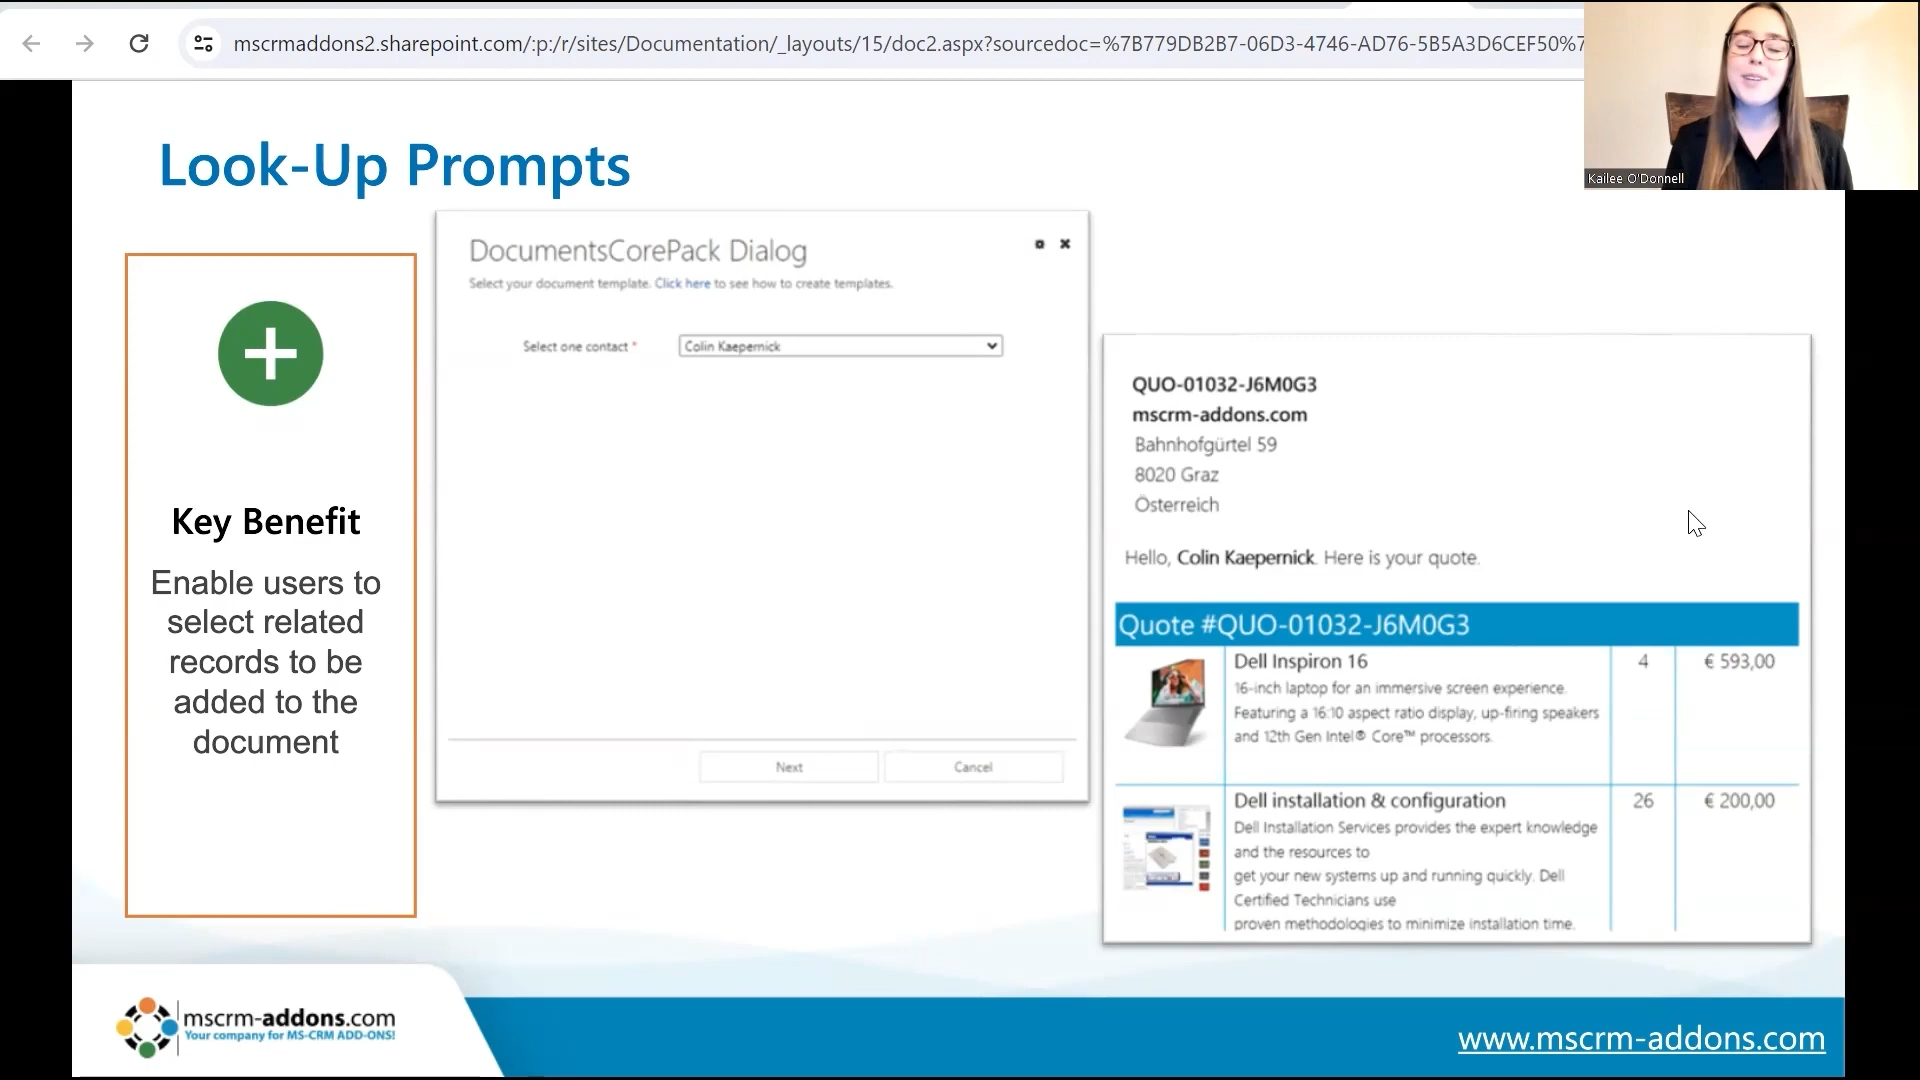 mscrmaddons2.sharepoint.com/:p:/r/sites/Documentation/_layouts/15/doc2.aspx?sourcedoc=%7B779DB2B7-06D3-4746-AD76-5B5A3D6CEF50%7
Kailee O'Donnell
Look-Up Prompts
Key Benefit
Enable users to
select related
records to be
added to the
document
DocumentsCorePack Dialog
Select your document template. Click here to see how to create templates.
Select one contact *
Colin Kaepernick
Next
Cancel
QUO-01032-J6M0G3
mscrm-addons.com
Bahnhofgürtel 59
8020 Graz
Österreich
Hello, Colin Kaepernick. Here is your quote.
Quote #QUO-01032-J6M0G3
Dell Inspiron 16 4 € 593,00
16-inch laptop for an immersive screen experience.
Featuring a 16:10 aspect ratio display, up-firing speakers
and 12th Gen Intel® Core™ processors.
Dell installation & configuration 26 € 200,00
Dell Installation Services provides the expert knowledge
and the resources to
get your new systems up and running quickly. Dell
Certified Technicians use
proven methodologies to minimize installation time.
mscrm-addons.com
Your company for MS-CRM ADD-ONS!
www.mscrm-addons.com